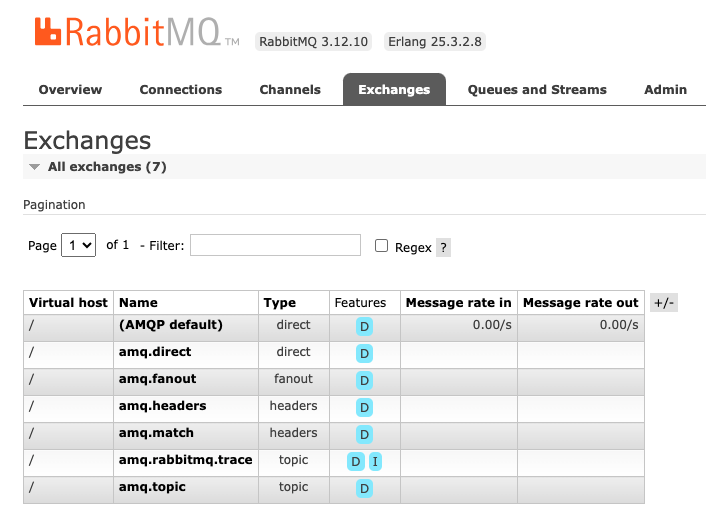 RabbitMQ TM RabbitMQ 3.12.10 Erlang 25.3.2.8
Overview Connections Channels Exchanges Queues and Streams Admin
Exchanges
All exchanges (7)
Pagination
Page 1 of 1 - Filter: Regex ?
Virtual host Name Type Features Message rate in Message rate out +/-
/ (AMQP default) direct D 0.00/s 0.00/s
/ amq.direct direct D
/ amq.fanout fanout D
/ amq.headers headers D
/ amq.match headers D
/ amq.rabbitmq.trace topic D I
/ amq.topic topic D